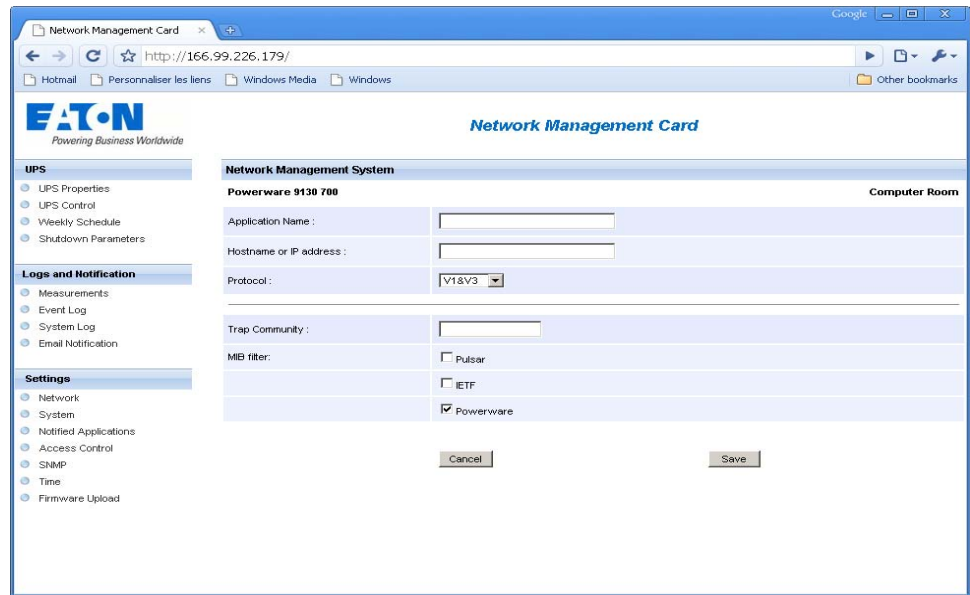 Google
Network Management Card
http://166.99.226.179/
Hotmail Personnaliser les liens Windows Media Windows Other bookmarks
EATON
Powering Business Worldwide
Network Management Card
UPS
UPS Properties
UPS Control
Weekly Schedule
Shutdown Parameters
Logs and Notification
Measurements
Event Log
System Log
Email Notification
Settings
Network
System
Notified Applications
Access Control
SNMP
Time
Firmware Upload
Network Management System
Powerware 9130 700 Computer Room
Application Name :
Hostname or IP address :
Protocol : V1&V3
Trap Community :
MIB filter: Pulsar
IETF
Powerware
Cancel Save